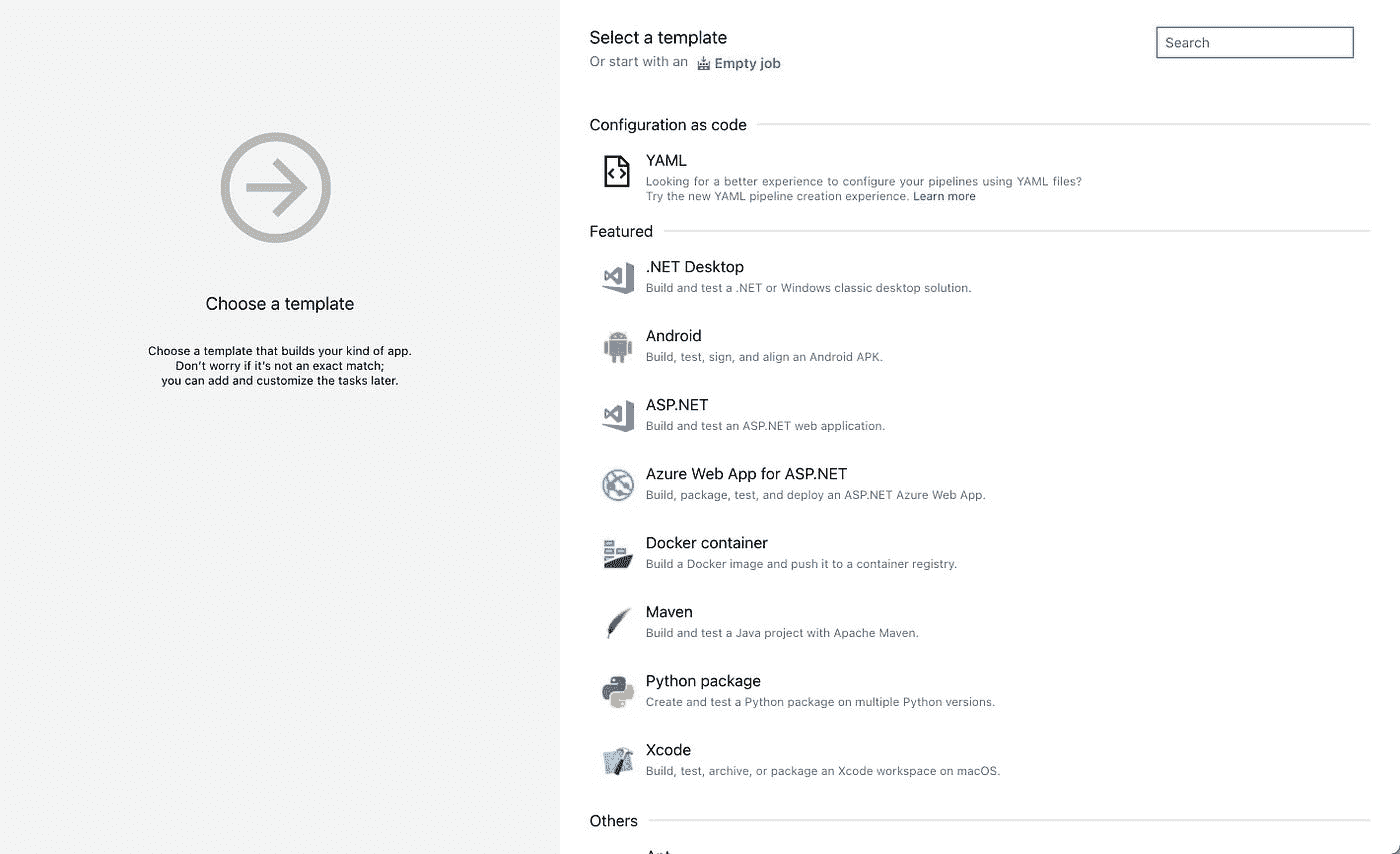 Choose a template
Choose a template that builds your kind of app.
Don't worry if it's not an exact match;
you can add and customize the tasks later.
Select a template
Or start with an Empty job
Search
Configuration as code
YAML
Looking for a better experience to configure your pipelines using YAML files?
Try the new YAML pipeline creation experience. Learn more
Featured
.NET Desktop
Build and test a .NET or Windows classic desktop solution.
Android
Build, test, sign, and align an Android APK.
ASP.NET
Build and test an ASP.NET web application.
Azure Web App for ASP.NET
Build, package, test, and deploy an ASP.NET Azure Web App.
Docker container
Build a Docker image and push it to a container registry.
Maven
Build and test a Java project with Apache Maven.
Python package
Create and test a Python package on multiple Python versions.
Xcode
Build, test, archive, or package an Xcode workspace on macOS.
Others